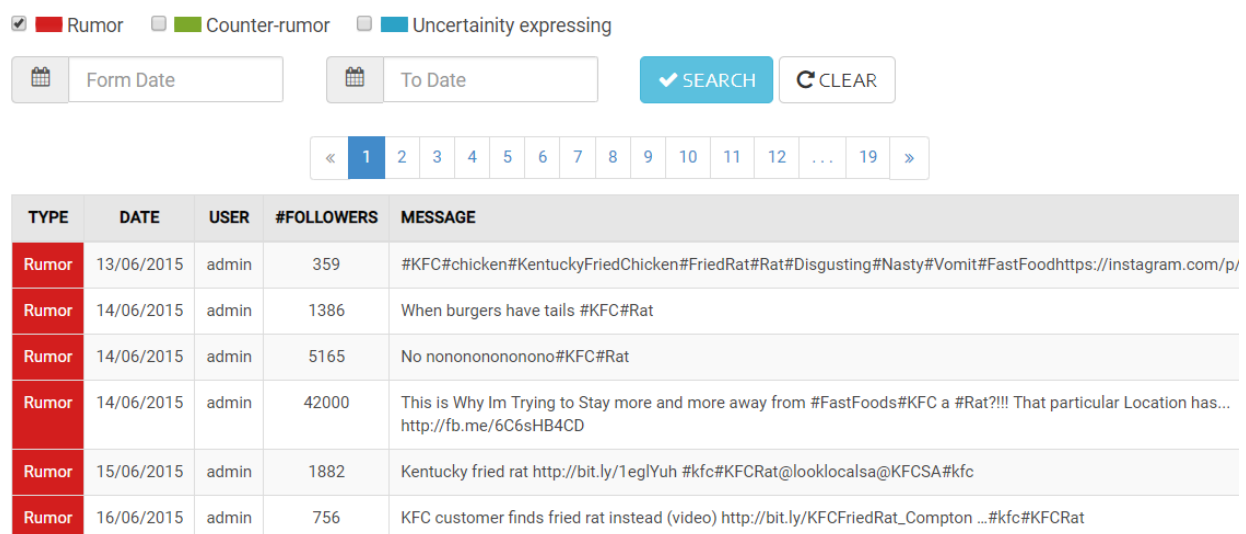 Rumor Counter-rumor Uncertainity expressing
Form Date To Date SEARCH CLEAR
« 1 2 3 4 5 6 7 8 9 10 11 12 ... 19 »
TYPE DATE USER #FOLLOWERS MESSAGE
Rumor 13/06/2015 admin 359 #KFC#chicken#KentuckyFriedChicken#FriedRat#Rat#Disgusting#Nasty#Vomit#FastFoodhttps://instagram.com/p/
Rumor 14/06/2015 admin 1386 When burgers have tails #KFC#Rat
Rumor 14/06/2015 admin 5165 No nonononononono#KFC#Rat
Rumor 14/06/2015 admin 42000 This is Why Im Trying to Stay more and more away from #FastFoods#KFC a #Rat?!!! That particular Location has...
http://fb.me/6C6sHB4CD
Rumor 15/06/2015 admin 1882 Kentucky fried rat http://bit.ly/1eglYuh #kfc#KFCRat@looklocalsa@KFCSA#kfc
Rumor 16/06/2015 admin 756 KFC customer finds fried rat instead (video) http://bit.ly/KFCFriedRat_Compton ...#kfc#KFCRat